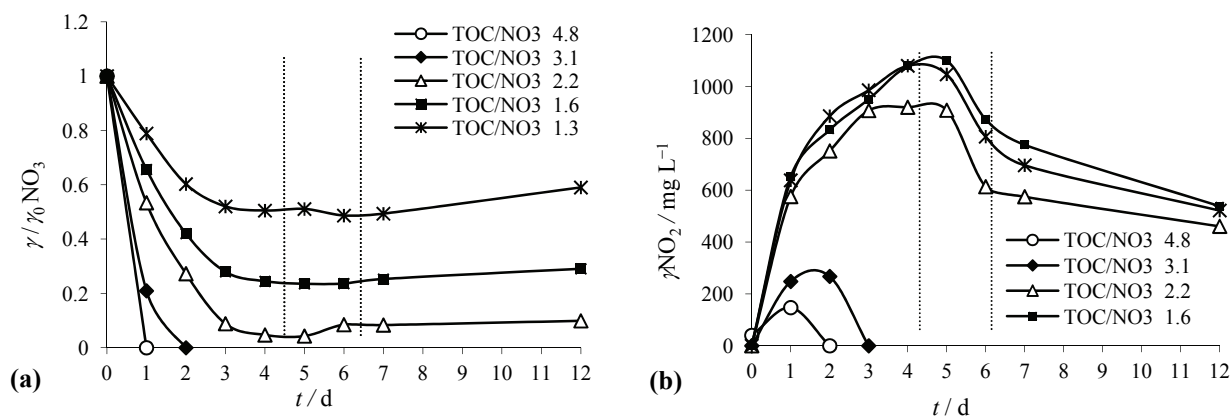 1.2
1
0.8
0.6
0.4
0.2
0
γ / γ₀ NO₃
TOC/NO3 4.8
TOC/NO3 3.1
TOC/NO3 2.2
TOC/NO3 1.6
TOC/NO3 1.3
0 1 2 3 4 5 6 7 8 9 10 11 12
t / d
(a)
1200
1000
800
600
400
200
0
γNO₂ / mg L⁻¹
TOC/NO3 4.8
TOC/NO3 3.1
TOC/NO3 2.2
TOC/NO3 1.6
0 1 2 3 4 5 6 7 8 9 10 11 12
t / d
(b)